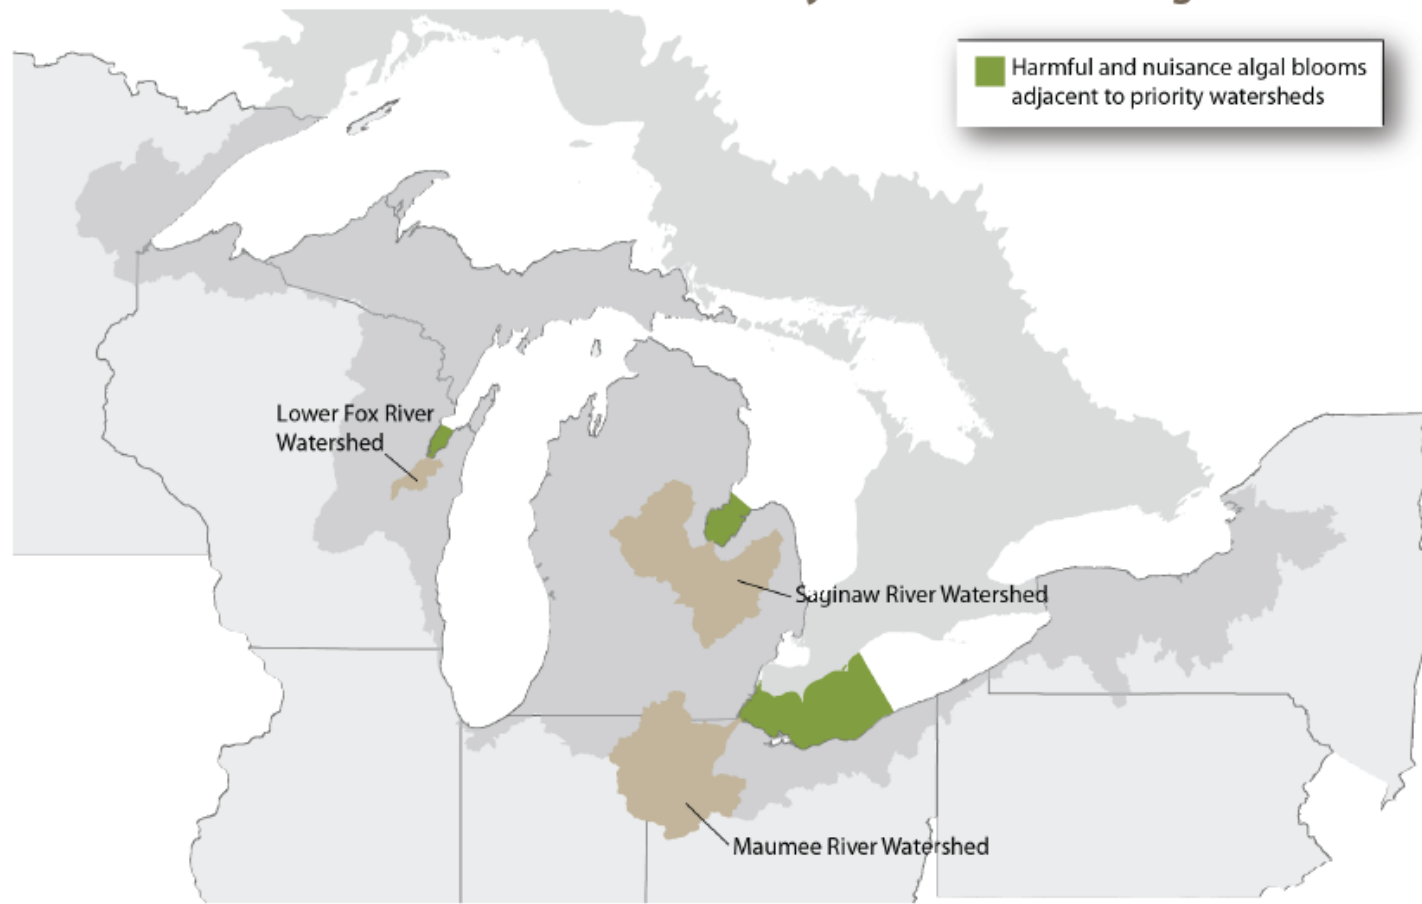 Harmful and nuisance algal blooms
adjacent to priority watersheds
Lower Fox River
Watershed
Saginaw River Watershed
Maumee River Watershed